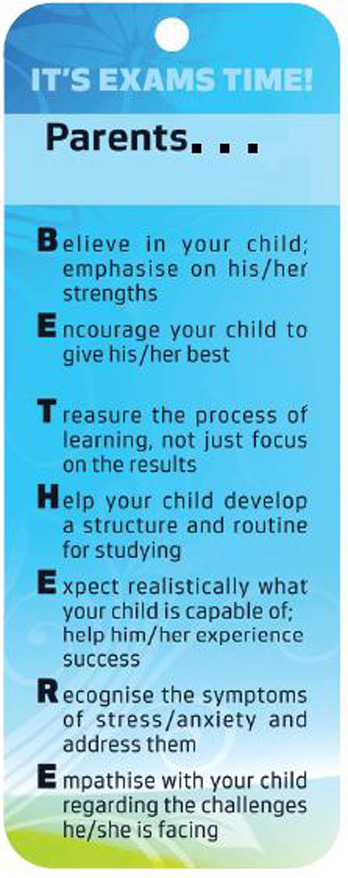 IT'S EXAMS TIME!
Parents...
Believe in your child;
emphasise on his/her
strengths
Encourage your child to
give his/her best
Treasure the process of
learning, not just focus
on the results
Help your child develop
a structure and routine
for studying
Expect realistically what
your child is capable of;
help him/her experience
success
Recognise the symptoms
of stress/anxiety and
address them
Empathise with your child
regarding the challenges
he/she is facing